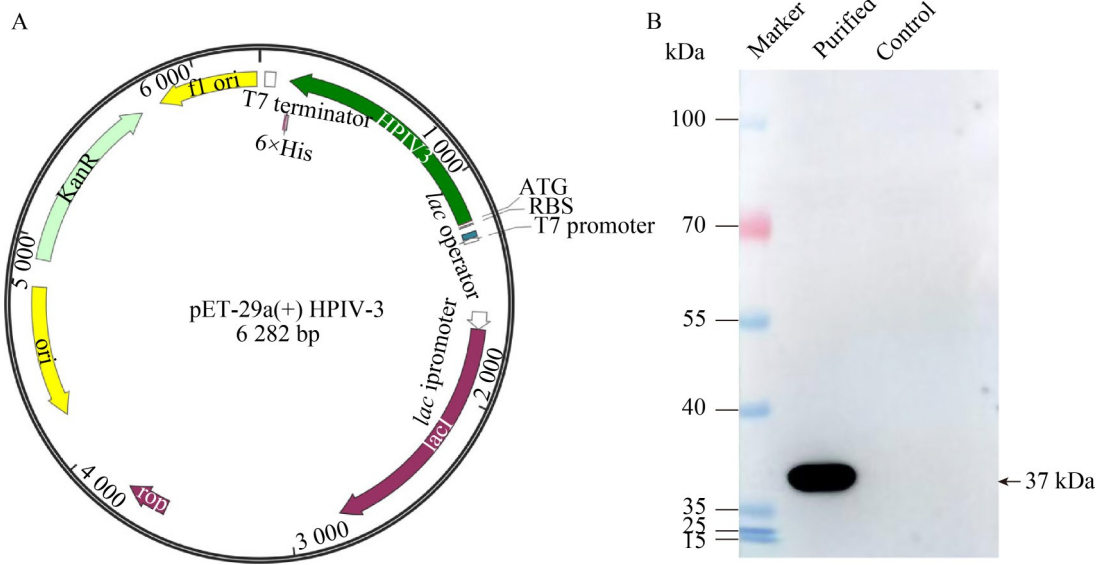 A
6 000
f1 ori
T7 terminator
6×His
HPIV3
1 000
ATG
RBS
T7 promoter
lac operator
KanR
5 000
pET-29a(+) HPIV-3
6 282 bp
lac ipromoter
2 000
lacI
ori
rop
4 000
3 000
B
kDa
Marker
Purified
Control
100
70
55
40
35
25
15
37 kDa